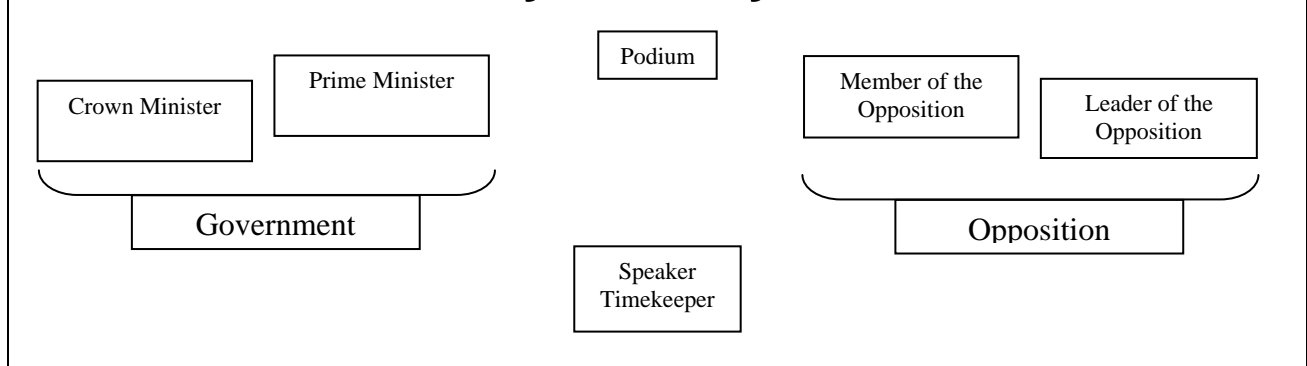 Podium
Prime Minister
Crown Minister
Member of the
Opposition
Leader of the
Opposition
Government
Opposition
Speaker
Timekeeper